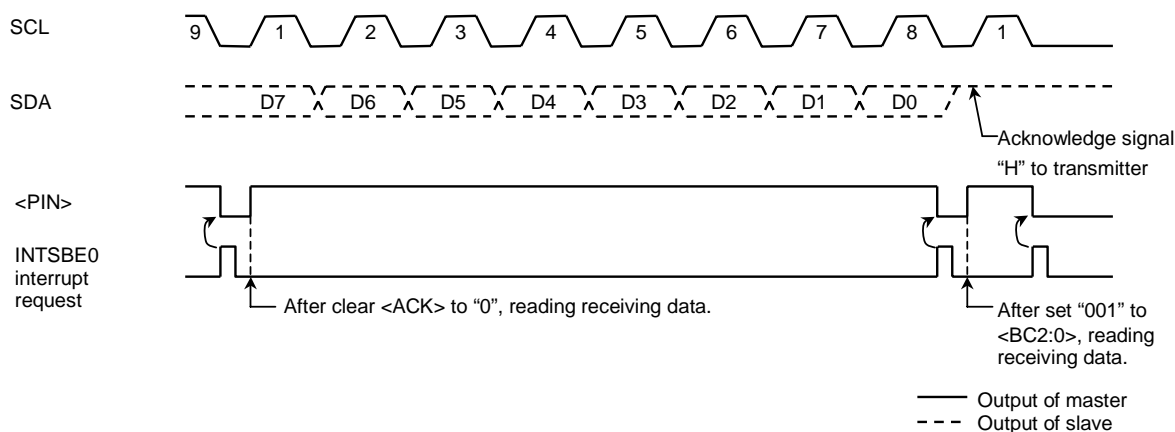 SCL
9 1 2 3 4 5 6 7 8 1
SDA
D7 D6 D5 D4 D3 D2 D1 D0
Acknowledge signal
“H” to transmitter
<PIN>
INTSBE0
interrupt
request
After clear <ACK> to “0”, reading receiving data.
After set “001” to
<BC2:0>, reading
receiving data.
Output of master
Output of slave